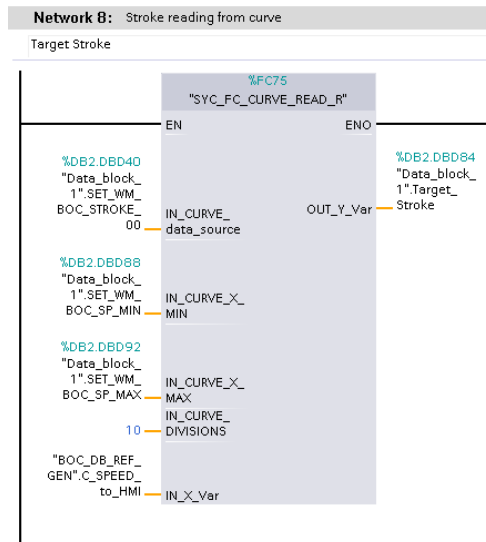 Network 8: Stroke reading from curve
Target Stroke
%FC75
"SYC_FC_CURVE_READ_R"
EN
ENO
%DB2.DBD40
"Data_block_
1".SET_WM_
BOC_STROKE_
00
IN_CURVE_
data_source
OUT_Y_Var
%DB2.DBD84
"Data_block_
1".Target_
Stroke
%DB2.DBD88
"Data_block_
1".SET_WM_
BOC_SP_MIN
IN_CURVE_X_
MIN
%DB2.DBD92
"Data_block_
1".SET_WM_
BOC_SP_MAX
IN_CURVE_X_
MAX
10
IN_CURVE_
DIVISIONS
"BOC_DB_REF_
GEN".C_SPEED_
to_HMI
IN_X_Var